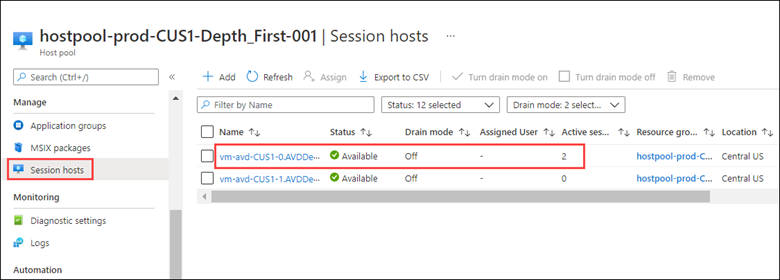 hostpool-prod-CUS1-Depth_First-001 | Session hosts ...
Host pool
Search (Ctrl+/) «
Add Refresh Assign Export to CSV Turn drain mode on Turn drain mode off Remove
Manage
Application groups
MSIX packages
Session hosts
Monitoring
Diagnostic settings
Logs
Automation
Filter by Name Status: 12 selected Drain mode: 2 select...
Name Status Drain mode Assigned User Active ses... Resource gro... Location
vm-avd-CUS1-0.AVDDe... Available Off - 2 hostpool-prod-C... Central US
vm-avd-CUS1-1.AVDDe... Available Off - 0 hostpool-prod-C... Central US